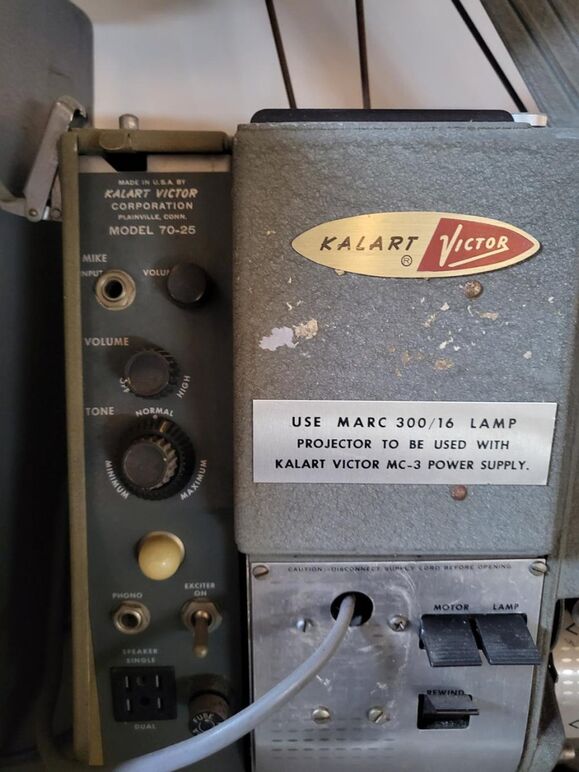 MADE IN U.S.A. BY
KALART VICTOR
CORPORATION
PLAINVILLE, CONN.
MODEL 70-25
MIKE
INPUT
VOLUME
HIGH
TONE
NORMAL
MINIMUM
MAXIMUM
EXCITER
ON
PHONO
SPEAKER
SINGLE
DUAL
FUSE
KALART ® VICTOR
USE MARC 300/16 LAMP
PROJECTOR TO BE USED WITH
KALART VICTOR MC-3 POWER SUPPLY.
CAUTION:-DISCONNECT SUPPLY CORD BEFORE OPENING
MOTOR LAMP
REWIND